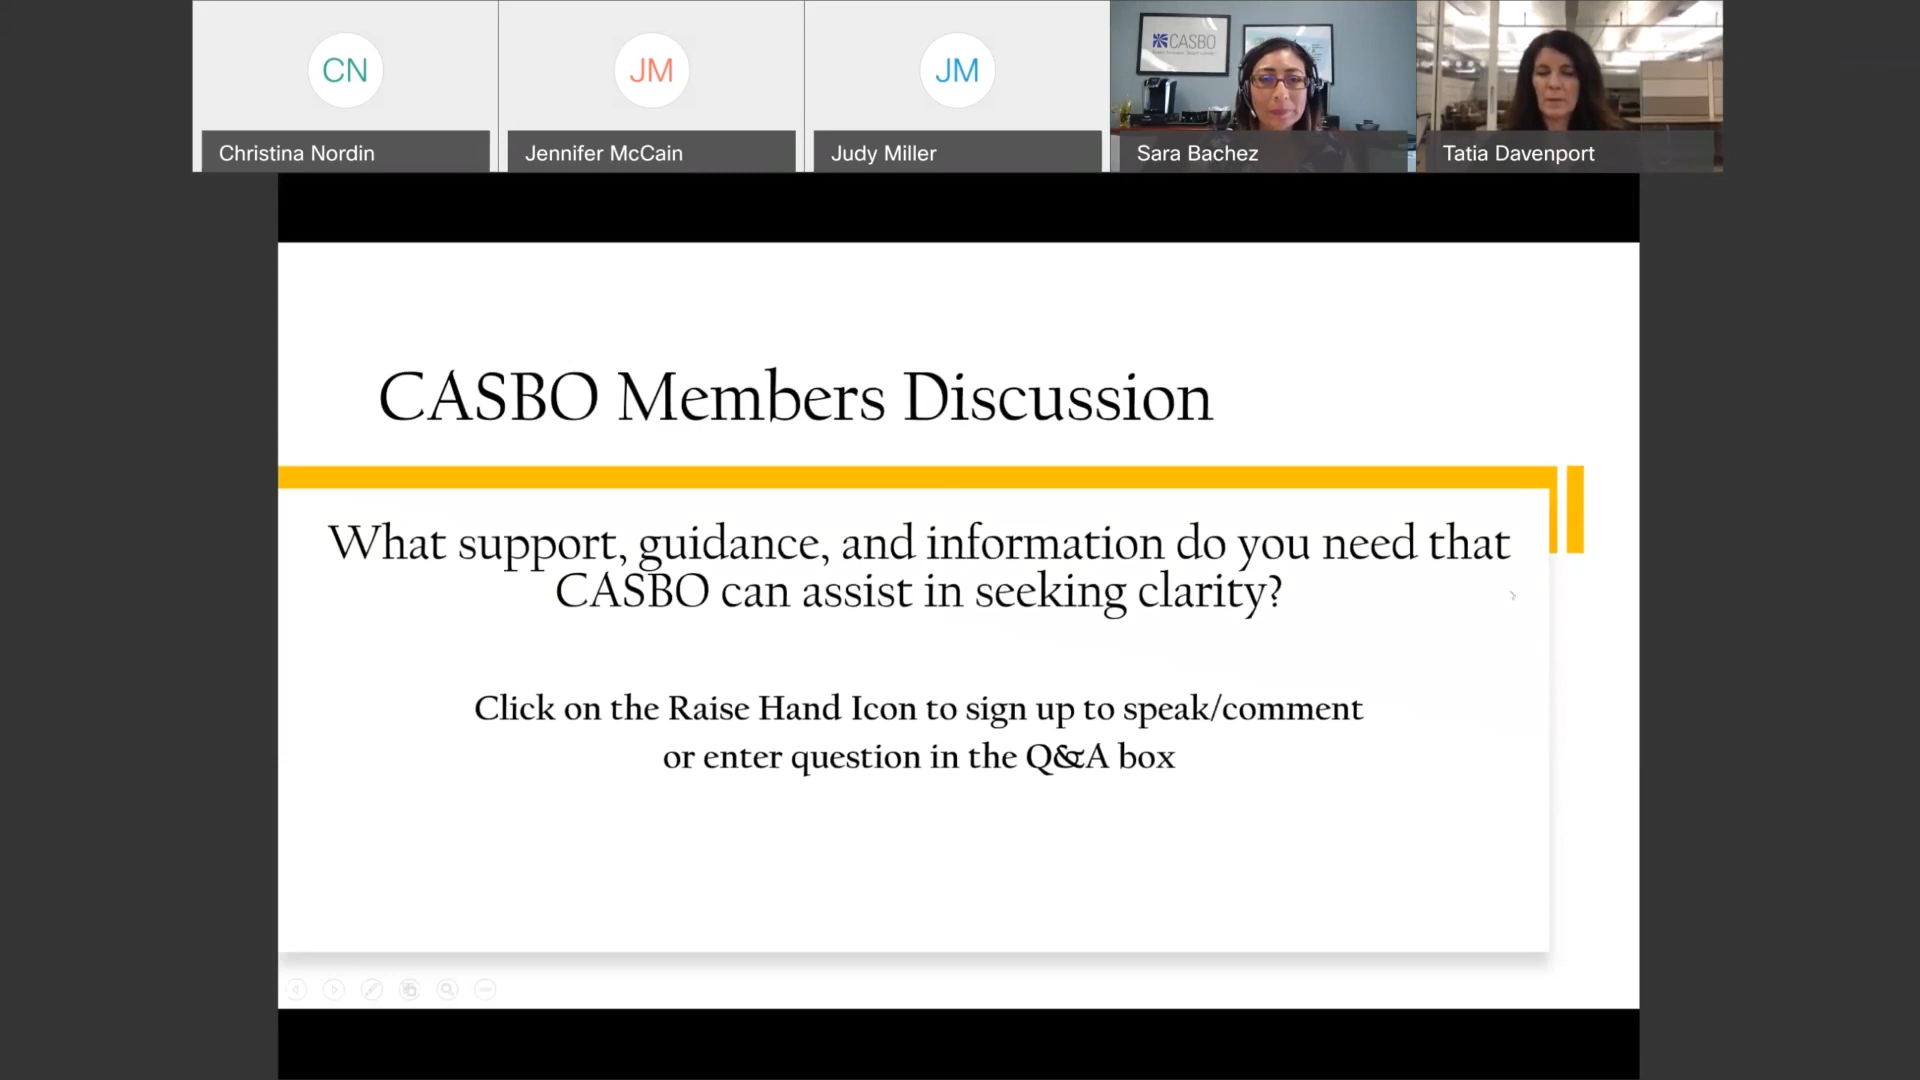 CN
JM
JM
CASBO
Christina Nordin
Jennifer McCain
Judy Miller
Sara Bachez
Tatia Davenport
CASBO Members Discussion
What support, guidance, and information do you need that
CASBO can assist in seeking clarity?
Click on the Raise Hand Icon to sign up to speak/comment
or enter question in the Q&A box